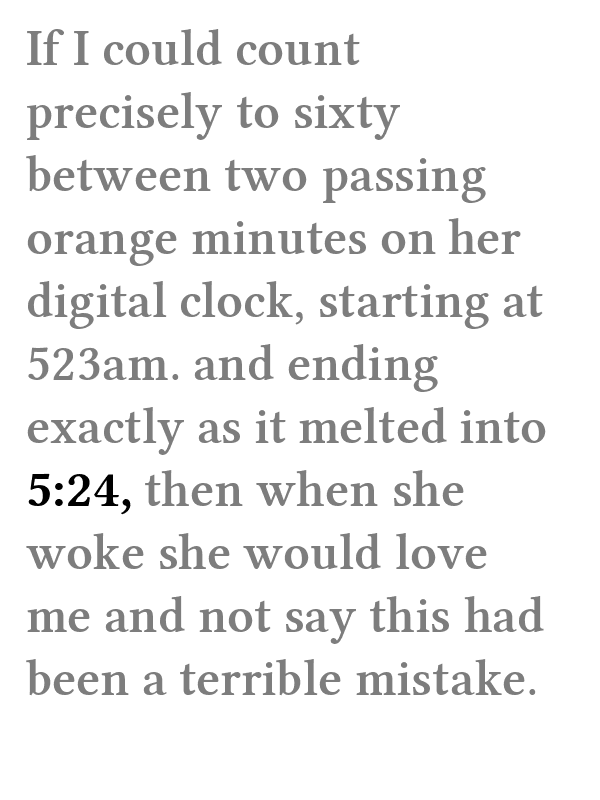 If I could count
precisely to sixty
between two passing
orange minutes on her
digital clock, starting at
523am. and ending
exactly as it melted into
5:24, then when she
woke she would love
me and not say this had
been a terrible mistake.